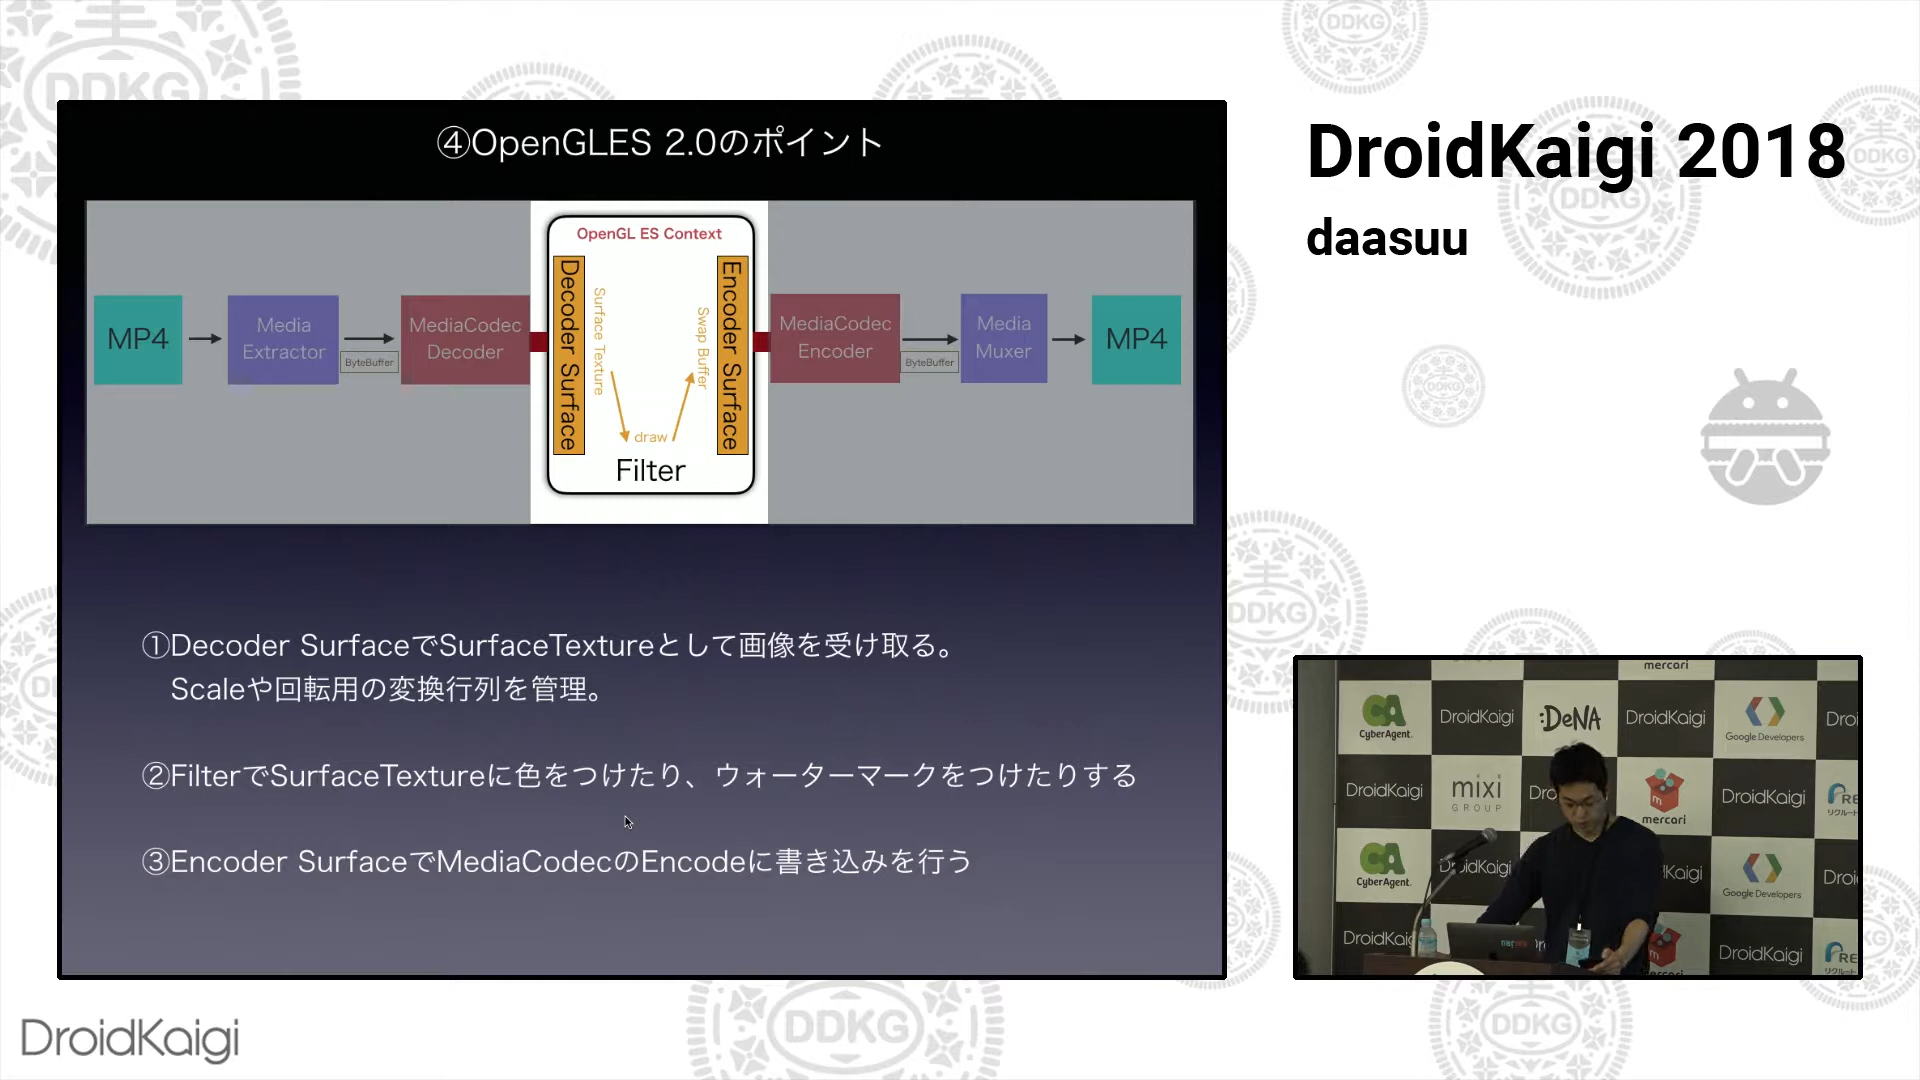 DroidKaigi 2018
daasuu
④OpenGLES 2.0のポイント
MP4
Media
Extractor
ByteBuffer
MediaCodec
Decoder
OpenGL ES Context
Decoder Surface
Surface Texture
draw
Swap Buffer
Encoder Surface
Filter
MediaCodec
Encoder
ByteBuffer
Media
Muxer
MP4
①Decoder SurfaceでSurfaceTextureとして画像を受け取る。
Scaleや回転用の変換行列を管理。
②FilterでSurfaceTextureに色をつけたり、ウォーターマークをつけたりする
③Encoder SurfaceでMediaCodecのEncodeに書き込みを行う
mercari
CyberAgent.
DroidKaigi
:DeNA
DroidKaigi
Google Developers
DroidKaigi
mixi
GROUP
mercari
DroidKaigi
CyberAgent.
DroidKaigi
Google Developers
DroidKaigi
DroidKaigi
DroidKaigi
DDKG
DDKG
DDKG
DDKG
DDKG
DDKG
DDKG
DDKG